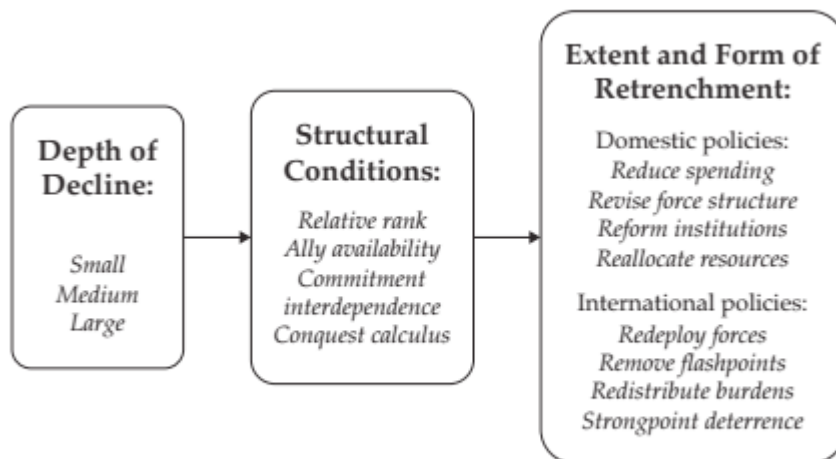 Depth of
Decline:
Small
Medium
Large
Structural
Conditions:
Relative rank
Ally availability
Commitment
interdependence
Conquest calculus
Extent and Form of
Retrenchment:
Domestic policies:
Reduce spending
Revise force structure
Reform institutions
Reallocate resources
International policies:
Redeploy forces
Remove flashpoints
Redistribute burdens
Strongpoint deterrence